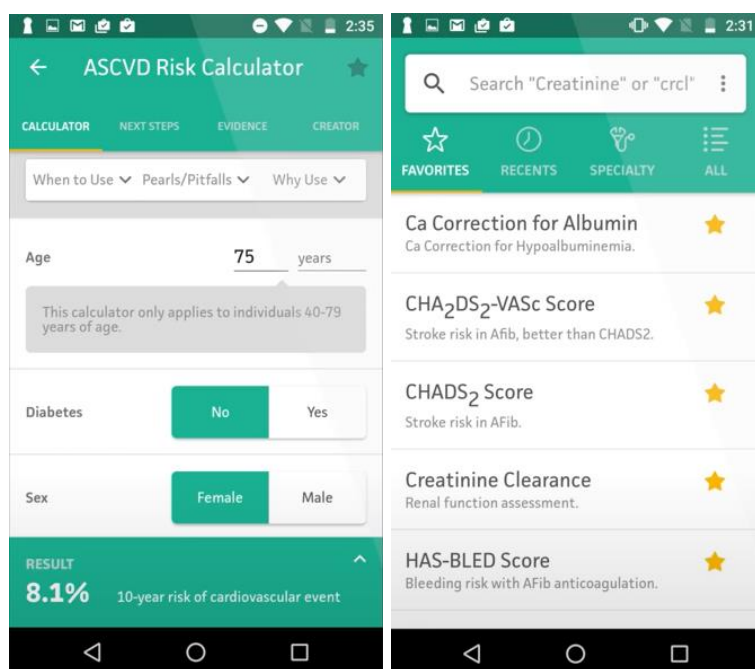 2:35
ASCVD Risk Calculator
CALCULATOR NEXT STEPS EVIDENCE CREATOR
When to Use Pearls/Pitfalls Why Use
Age 75 years
This calculator only applies to individuals 40-79
years of age.
Diabetes No Yes
Sex Female Male
RESULT
8.1% 10-year risk of cardiovascular event
2:31
Search "Creatinine" or "crcl"
FAVORITES RECENTS SPECIALTY ALL
Ca Correction for Albumin
Ca Correction for Hypoalbuminemia.
CHA₂DS₂-VASc Score
Stroke risk in Afib, better than CHADS2.
CHADS₂ Score
Stroke risk in AFib.
Creatinine Clearance
Renal function assessment.
HAS-BLED Score
Bleeding risk with AFib anticoagulation.